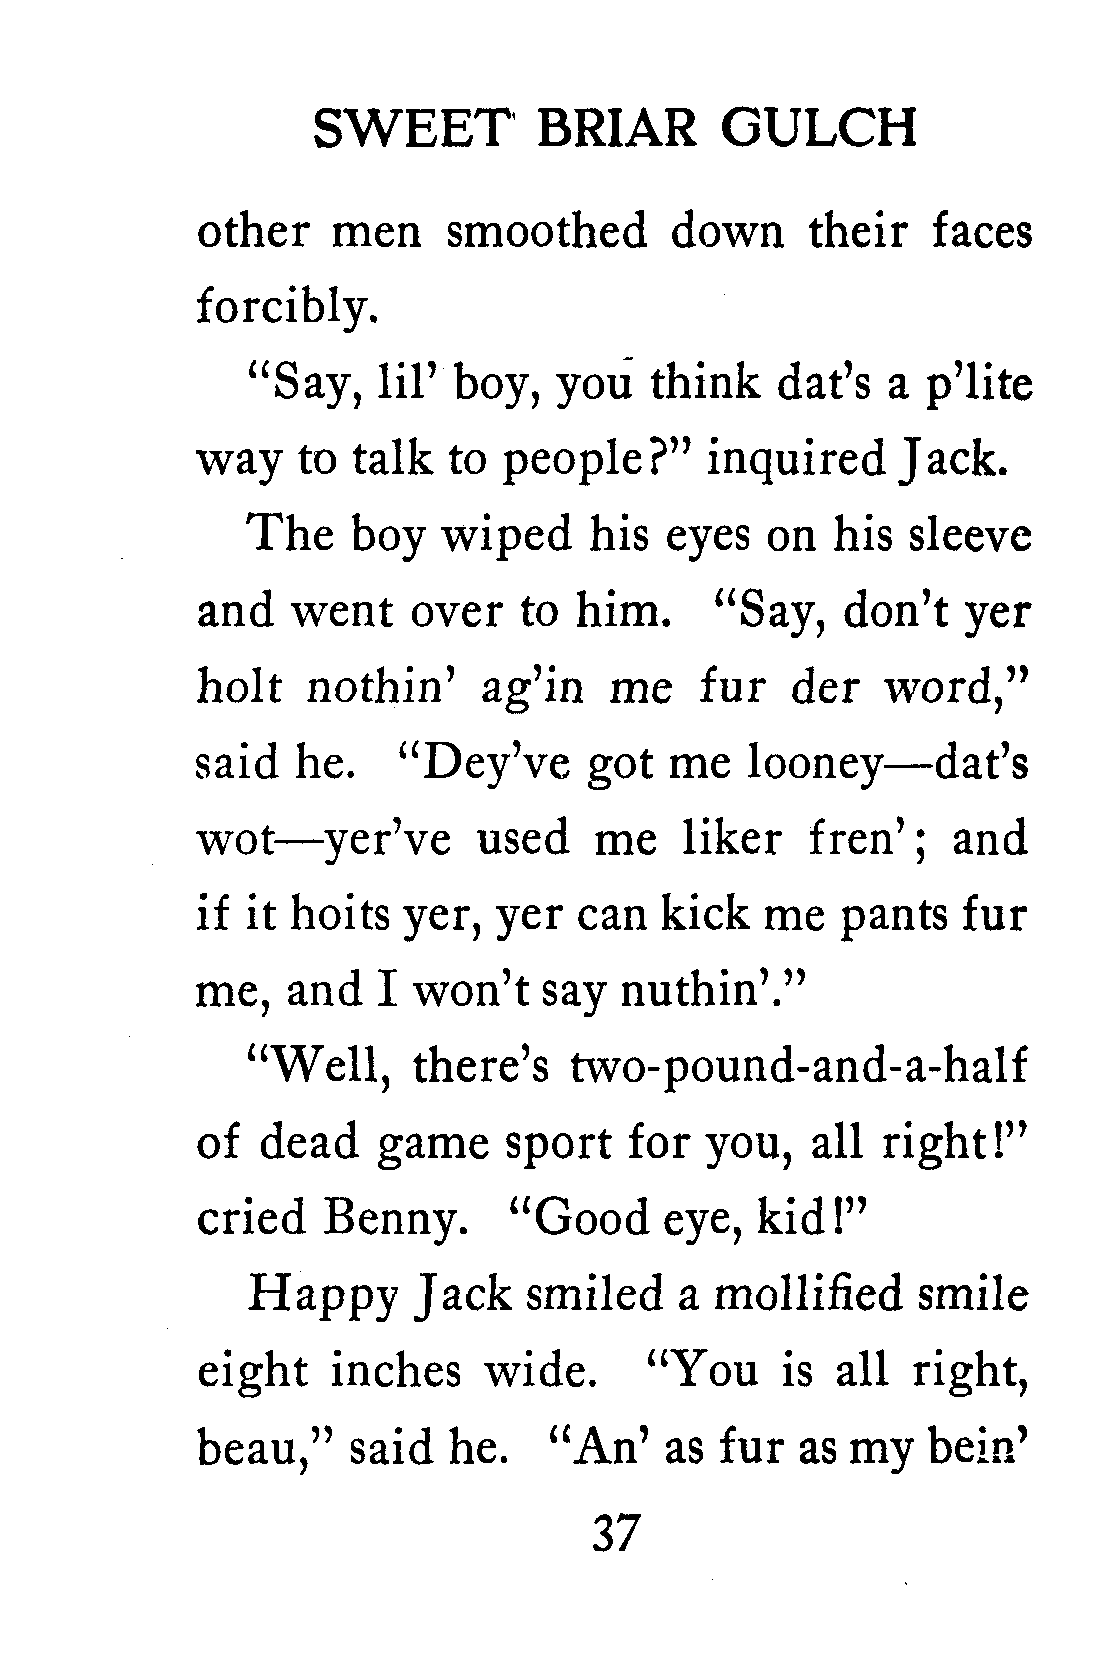 SWEET BRIAR GULCH
other men smoothed down their faces
forcibly.
“Say, lil’ boy, you think dat’s a p’lite
way to talk to people?” inquired Jack.
The boy wiped his eyes on his sleeve
and went over to him. “Say, don’t yer
holt nothin’ ag’in me fur der word,”
said he. “Dey’ve got me looney—dat’s
wot—yer’ve used me liker fren’; and
if it hoits yer, yer can kick me pants fur
me, and I won’t say nuthin’.”
“Well, there’s two-pound-and-a-half
of dead game sport for you, all right!”
cried Benny. “Good eye, kid!”
Happy Jack smiled a mollified smile
eight inches wide. “You is all right,
beau,” said he. “An’ as fur as my bein’
37